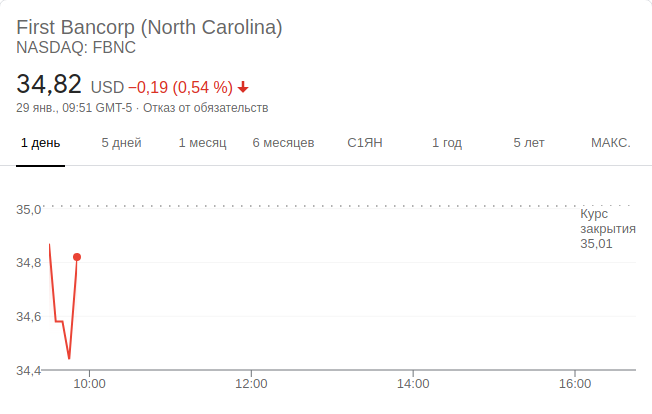 First Bancorp (North Carolina)
NASDAQ: FBNC
34,82 USD −0,19 (0,54 %)
29 янв., 09:51 GMT-5 · Отказ от обязательств
1 день 5 дней 1 месяц 6 месяцев С1ЯН 1 год 5 лет МАКС.
35,0
Курс
закрытия
35,01
34,8
34,6
34,4
10:00 12:00 14:00 16:00